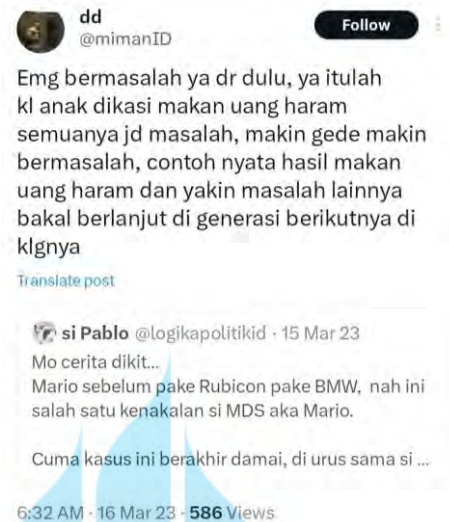 dd
@mimanID
Follow
Emg bermasalah ya dr dulu, ya itulah
kl anak dikasi makan uang haram
semuanya jd masalah, makin gede makin
bermasalah, contoh nyata hasil makan
uang haram dan yakin masalah lainnya
bakal berlanjut di generasi berikutnya di
klgnya
Translate post
si Pablo @logikapolitikid · 15 Mar 23
Mo cerita dikit...
Mario sebelum pake Rubicon pake BMW, nah ini
salah satu kenakalan si MDS aka Mario.
Cuma kasus ini berakhir damai, di urus sama si ...
6:32 AM · 16 Mar 23 · 586 Views